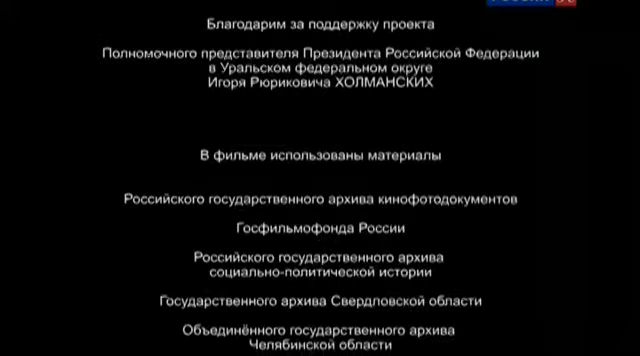 РОССИЯ К
Благодарим за поддержку проекта
Полномочного представителя Президента Российской Федерации
в Уральском федеральном округе
Игоря Рюриковича ХОЛМАНСКИХ
В фильме использованы материалы
Российского государственного архива кинофотодокументов
Госфильмофонда России
Российского государственного архива
социально-политической истории
Государственного архива Свердловской области
Объединённого государственного архива
Челябинской области